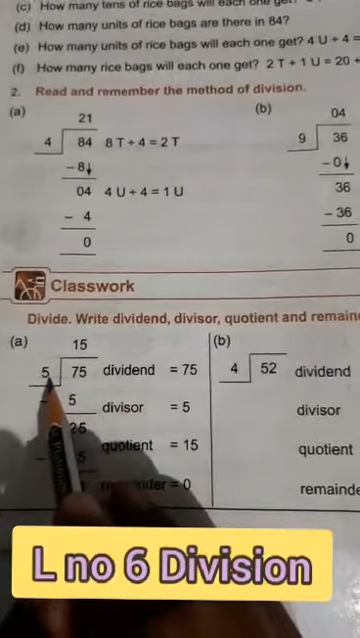 (c) How many tens of rice bags will each one get?
(d) How many units of rice bags are there in 84?
(e) How many units of rice bags will each one get? 4 U ÷ 4 =
(f) How many rice bags will each one get? 2 T + 1 U = 20 +
2. Read and remember the method of division.
(a)
21
4 84 8 T ÷ 4 = 2 T
– 8↓
04 4 U ÷ 4 = 1 U
– 4
0
(b)
04
9 36
– 0↓
36
– 36
0
Classwork
Divide. Write dividend, divisor, quotient and
(a)
15
5 75 dividend = 75
5 divisor = 5
25
quotient = 15
5
= 0
(b)
4 52 dividend
divisor
quotient
L no 6 Division